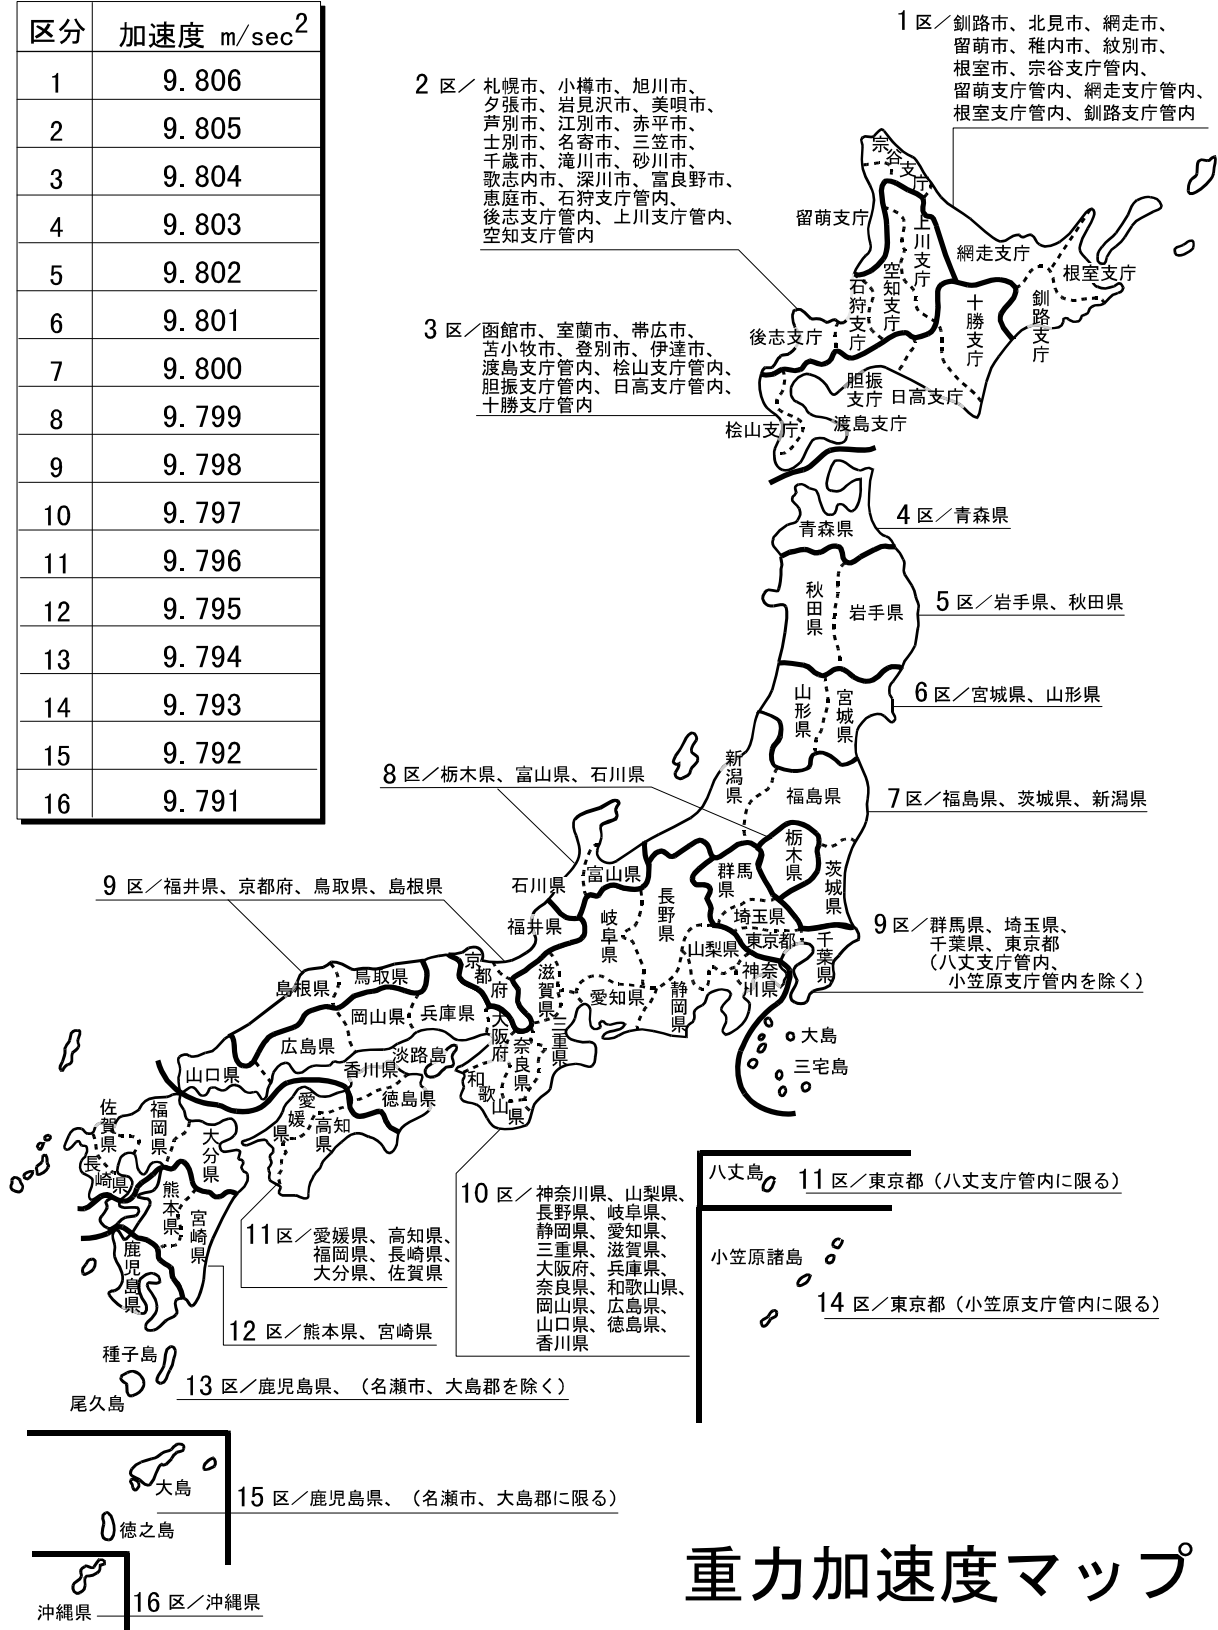 区分 加速度 m/sec²
1 9.806
2 9.805
3 9.804
4 9.803
5 9.802
6 9.801
7 9.800
8 9.799
9 9.798
10 9.797
11 9.796
12 9.795
13 9.794
14 9.793
15 9.792
16 9.791
1 区／釧路市、北見市、網走市、
留萌市、稚内市、紋別市、
根室市、宗谷支庁管内、
留萌支庁管内、網走支庁管内、
根室支庁管内、釧路支庁管内
2 区／札幌市、小樽市、旭川市、
夕張市、岩見沢市、美唄市、
芦別市、江別市、赤平市、
士別市、名寄市、三笠市、
千歳市、滝川市、砂川市、
歌志内市、深川市、富良野市、
恵庭市、石狩支庁管内、
後志支庁管内、上川支庁管内、
空知支庁管内
3 区／函館市、室蘭市、帯広市、
苫小牧市、登別市、伊達市、
渡島支庁管内、桧山支庁管内、
胆振支庁管内、日高支庁管内、
十勝支庁管内
宗谷支庁
留萌支庁
上川支庁
網走支庁
空知支庁
根室支庁
石狩支庁
釧路支庁
十勝支庁
後志支庁
胆振
支庁
日高支庁
渡島支庁
桧山支庁
青森県
4 区／青森県
秋田県
岩手県
5 区／岩手県、秋田県
山形県
宮城県
6 区／宮城県、山形県
新潟県
福島県
7 区／福島県、茨城県、新潟県
8 区／栃木県、富山県、石川県
栃木県
茨城県
群馬
県
富山県
石川県
長野県
岐阜県
埼玉県
東京都
千葉県
山梨県
神奈
川県
福井県
9 区／福井県、京都府、鳥取県、島根県
9 区／群馬県、埼玉県、
千葉県、東京都
（八丈支庁管内、
小笠原支庁管内を除く）
京都府
滋賀県
愛知県
静岡県
鳥取県
島根県
岡山県
兵庫県
大阪府
三重県
奈良県
広島県
淡路島
山口県
香川県
和歌山県
徳島県
愛媛県
高知
県
大島
三宅島
佐賀県
福岡県
大分県
長崎県
熊本県
宮崎県
鹿児島県
八丈島
11 区／東京都（八丈支庁管内に限る）
10 区／神奈川県、山梨県、
長野県、岐阜県、
静岡県、愛知県、
三重県、滋賀県、
大阪府、兵庫県、
奈良県、和歌山県、
岡山県、広島県、
山口県、徳島県、
香川県
11 区／愛媛県、高知県、
福岡県、長崎県、
大分県、佐賀県
小笠原諸島
14 区／東京都（小笠原支庁管内に限る）
12 区／熊本県、宮崎県
種子島
尾久島
13 区／鹿児島県、（名瀬市、大島郡を除く）
大島
徳之島
15 区／鹿児島県、（名瀬市、大島郡に限る）
沖縄県
16 区／沖縄県
重力加速度マップ